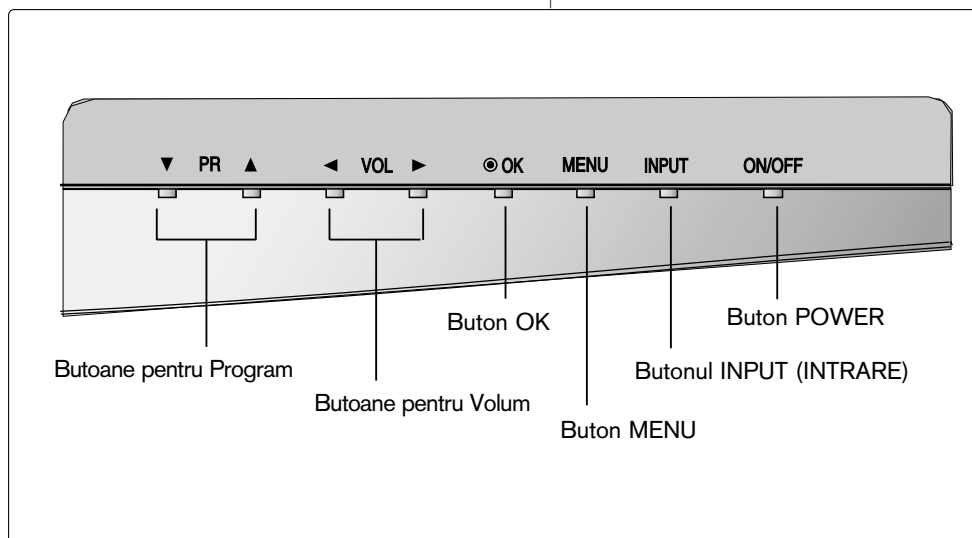 ▼ PR ▲ ◄ VOL ► ⦿ OK MENU INPUT ON/OFF
Buton OK
Buton POWER
Butoane pentru Program
Butonul INPUT (INTRARE)
Butoane pentru Volum
Buton MENU